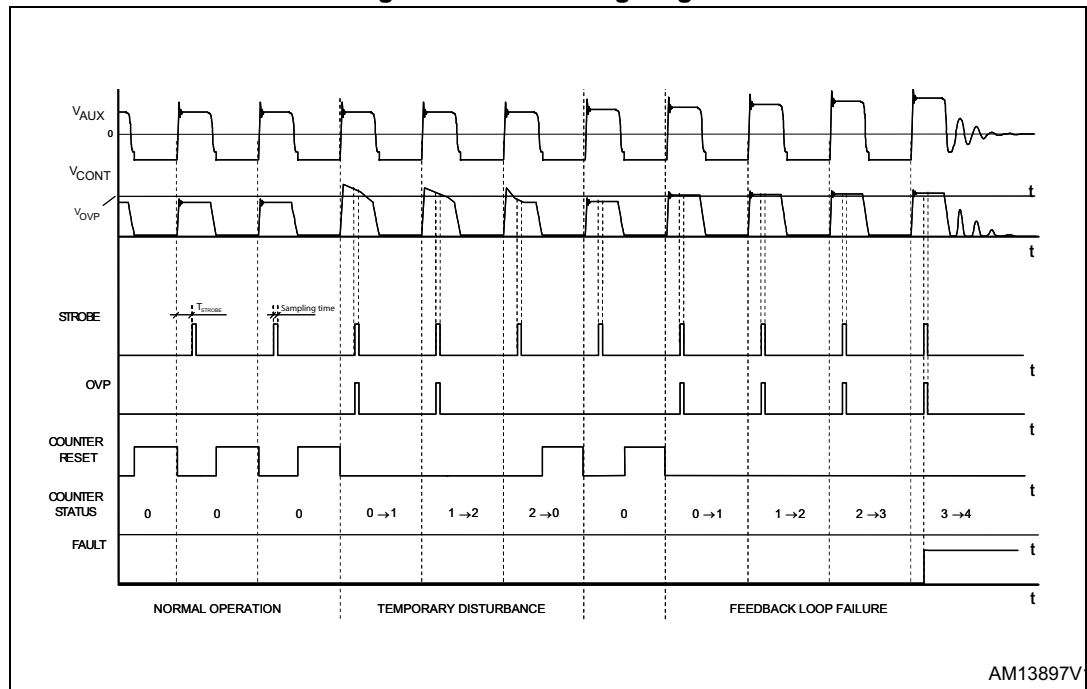 VAUX
0
VCONT
t
VOVP
t
STROBE
TSTROBE
Sampling time
t
OVP
t
COUNTER
RESET
t
COUNTER
STATUS
0 0 0 0 →1 1 →2 2 →0 0 0 →1 1 →2 2 →3 3 →4
FAULT
t
t
NORMAL OPERATION TEMPORARY DISTURBANCE FEEDBACK LOOP FAILURE